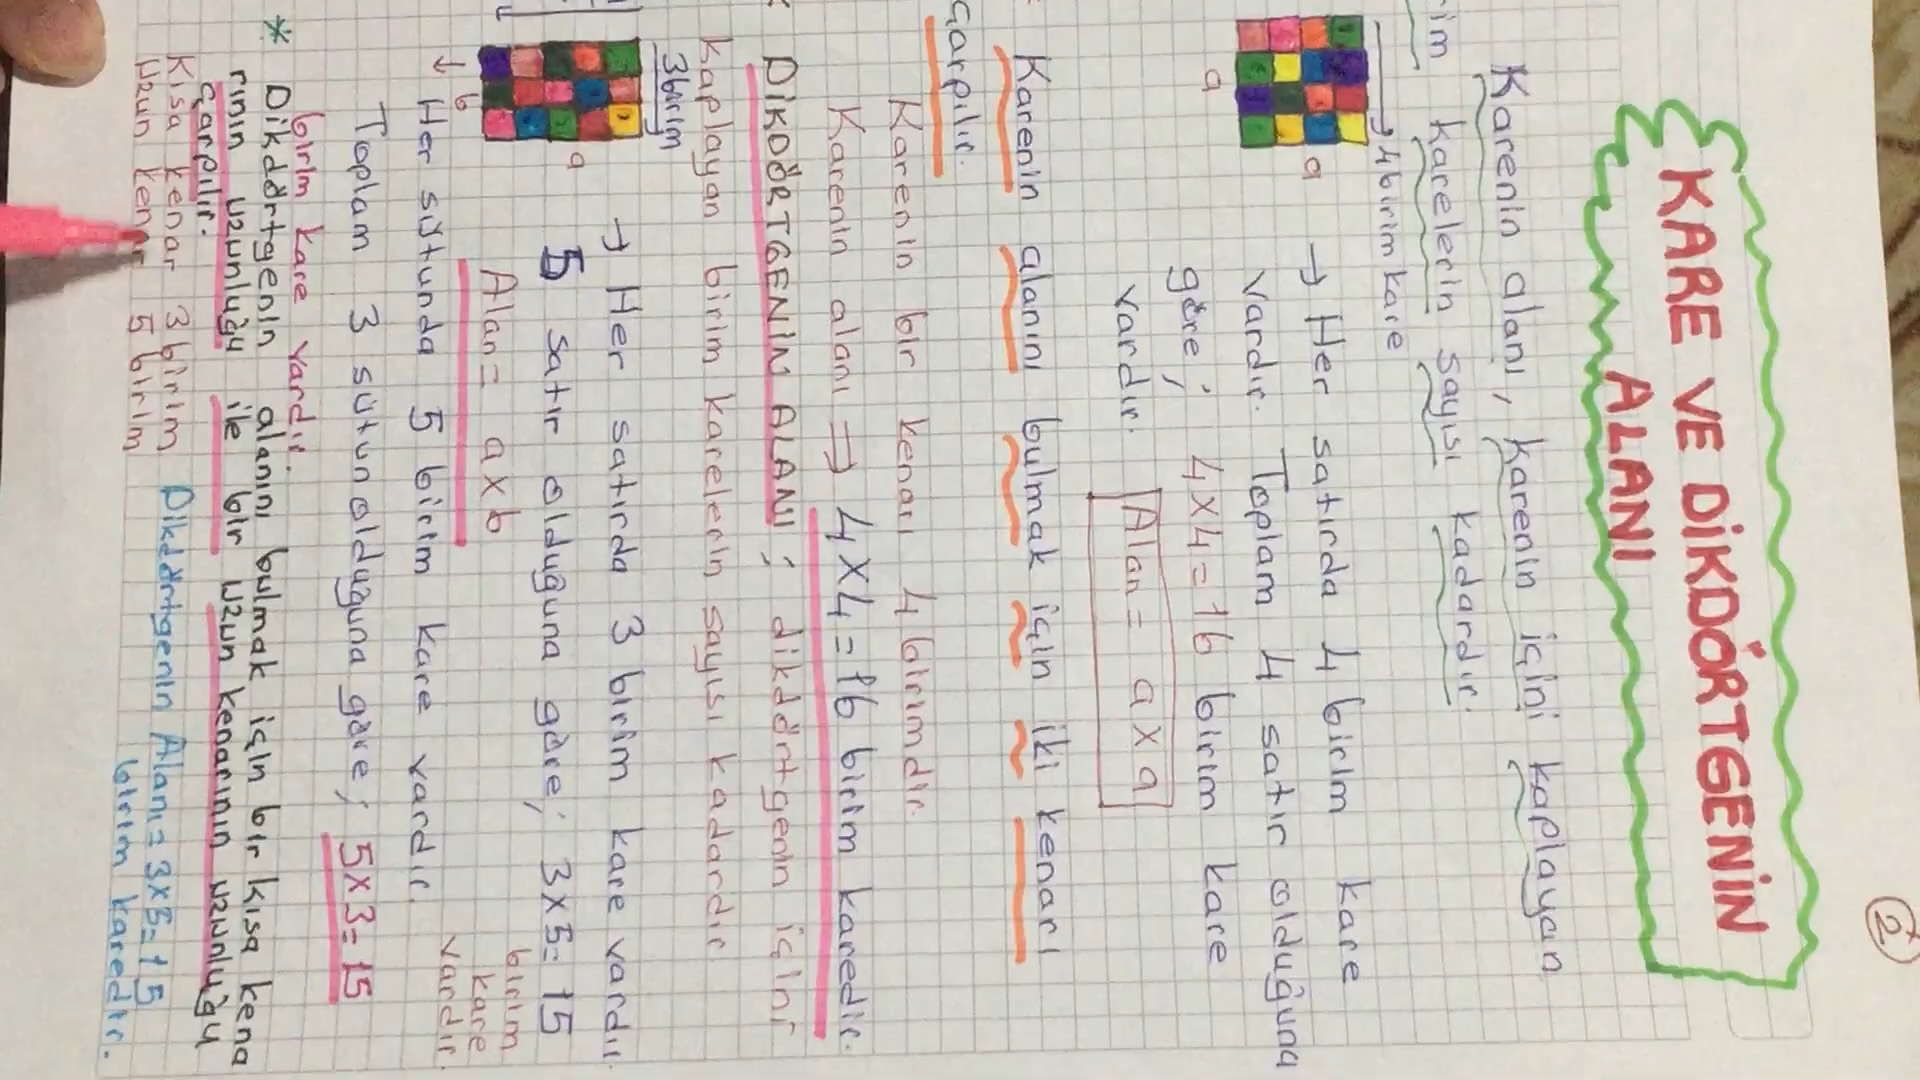 2
KARE VE DİKDÖRTGENİN
ALANI
Karenin alanı, karenin içini kaplayan
karelerin sayısı kadardır.
4 birim kare
a
a
→ Her satırda 4 birim kare
vardır. Toplam 4 satır olduğuna
göre; 4x4=16 birim kare
vardır.
Alan= axa
Karenin alanını bulmak için iki kenarı
çarpılır.
Karenin bir kenarı 4 birimdir.
Karenin alanı ⇒ 4x4=16 birim karedir.
DİKDÖRTGENİN ALANI; dikdörtgenin içini
kaplayan birim karelerin sayısı kadardır
3birim
a
b
→ Her satırda 3 birim kare vardır.
5 satır olduğuna göre; 3x5=15
birim
kare
vardır.
Alan= axb
↓ Her sütunda 5 birim kare vardır.
Toplam 3 sütun olduğuna göre; 5x3=15
birim kare vardır.
* Dikdörtgenin alanını bulmak için bir kısa kena
rının uzunluğu ile bir uzun kenarının uzunluğu
çarpılır.
Kısa kenar 3 birim
Uzun kenar 5 birim
Dikdörtgenin Alanı= 3x5=15
birim karedir.